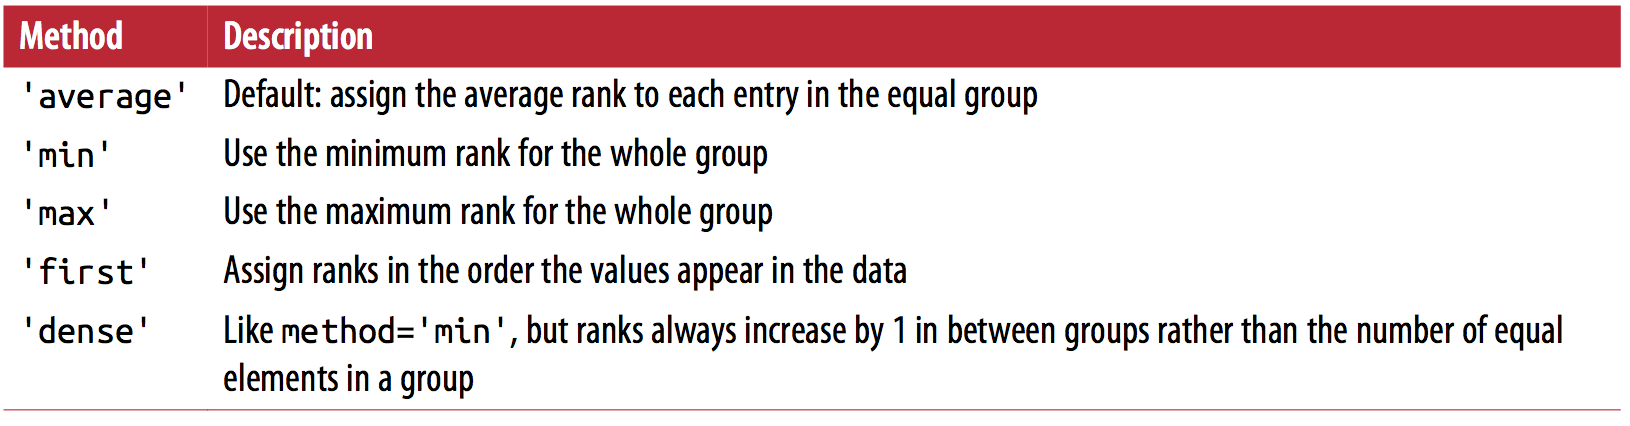 Method Description
'average' Default: assign the average rank to each entry in the equal group
'min' Use the minimum rank for the whole group
'max' Use the maximum rank for the whole group
'first' Assign ranks in the order the values appear in the data
'dense' Like method='min', but ranks always increase by 1 in between groups rather than the number of equal
elements in a group